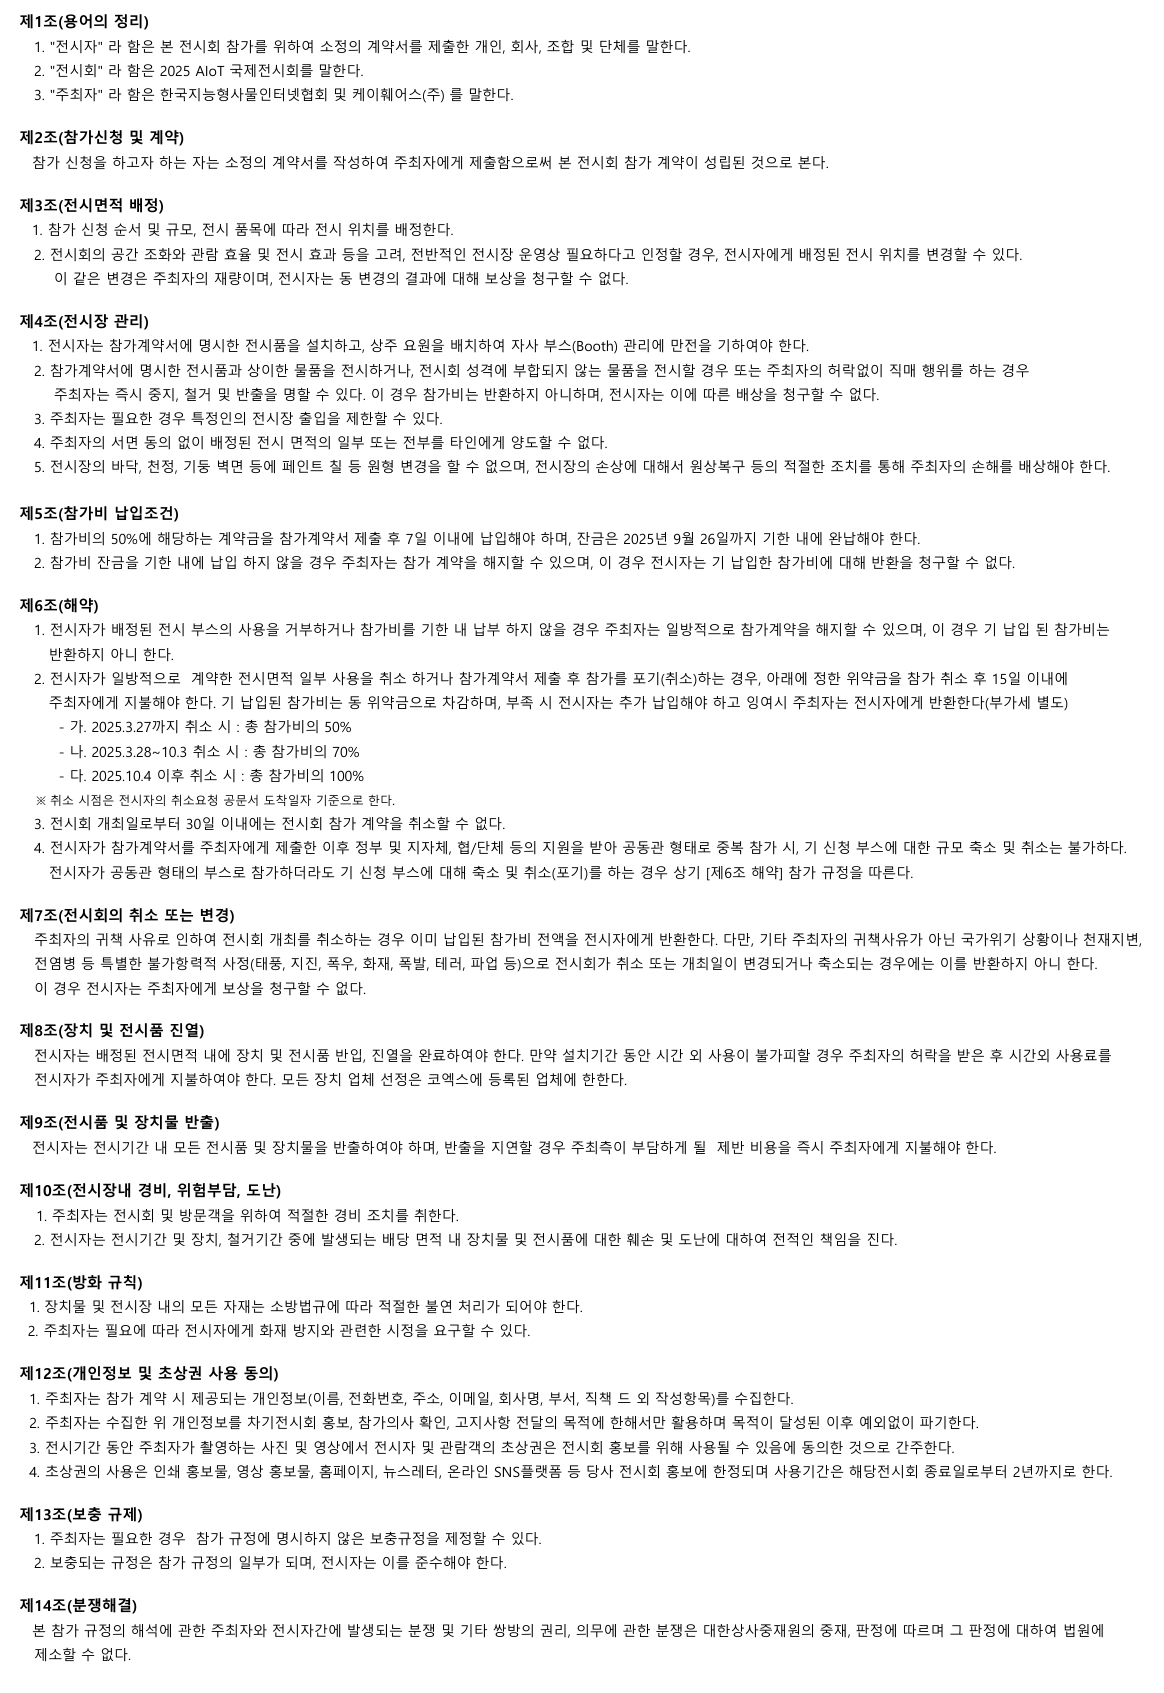 제1조(용어의 정리)
1. "전시자" 라 함은 본 전시회 참가를 위하여 소정의 계약서를 제출한 개인, 회사, 조합 및 단체를 말한다.
2. "전시회" 라 함은 2025 AIoT 국제전시회를 말한다.
3. "주최자" 라 함은 한국지능형사물인터넷협회 및 케이훼어스(주) 를 말한다.
제2조(참가신청 및 계약)
참가 신청을 하고자 하는 자는 소정의 계약서를 작성하여 주최자에게 제출함으로써 본 전시회 참가 계약이 성립된 것으로 본다.
제3조(전시면적 배정)
1. 참가 신청 순서 및 규모, 전시 품목에 따라 전시 위치를 배정한다.
2. 전시회의 공간 조화와 관람 효율 및 전시 효과 등을 고려, 전반적인 전시장 운영상 필요하다고 인정할 경우, 전시자에게 배정된 전시 위치를 변경할 수 있다.
이 같은 변경은 주최자의 재량이며, 전시자는 동 변경의 결과에 대해 보상을 청구할 수 없다.
제4조(전시장 관리)
1. 전시자는 참가계약서에 명시한 전시품을 설치하고, 상주 요원을 배치하여 자사 부스(Booth) 관리에 만전을 기하여야 한다.
2. 참가계약서에 명시한 전시품과 상이한 물품을 전시하거나, 전시회 성격에 부합되지 않는 물품을 전시할 경우 또는 주최자의 허락없이 직매 행위를 하는 경우
주최자는 즉시 중지, 철거 및 반출을 명할 수 있다. 이 경우 참가비는 반환하지 아니하며, 전시자는 이에 따른 배상을 청구할 수 없다.
3. 주최자는 필요한 경우 특정인의 전시장 출입을 제한할 수 있다.
4. 주최자의 서면 동의 없이 배정된 전시 면적의 일부 또는 전부를 타인에게 양도할 수 없다.
5. 전시장의 바닥, 천정, 기둥 벽면 등에 페인트 칠 등 원형 변경을 할 수 없으며, 전시장의 손상에 대해서 원상복구 등의 적절한 조치를 통해 주최자의 손해를 배상해야 한다.
제5조(참가비 납입조건)
1. 참가비의 50%에 해당하는 계약금을 참가계약서 제출 후 7일 이내에 납입해야 하며, 잔금은 2025년 9월 26일까지 기한 내에 완납해야 한다.
2. 참가비 잔금을 기한 내에 납입 하지 않을 경우 주최자는 참가 계약을 해지할 수 있으며, 이 경우 전시자는 기 납입한 참가비에 대해 반환을 청구할 수 없다.
제6조(해약)
1. 전시자가 배정된 전시 부스의 사용을 거부하거나 참가비를 기한 내 납부 하지 않을 경우 주최자는 일방적으로 참가계약을 해지할 수 있으며, 이 경우 기 납입 된 참가비는
반환하지 아니 한다.
2. 전시자가 일방적으로  계약한 전시면적 일부 사용을 취소 하거나 참가계약서 제출 후 참가를 포기(취소)하는 경우, 아래에 정한 위약금을 참가 취소 후 15일 이내에
주최자에게 지불해야 한다. 기 납입된 참가비는 동 위약금으로 차감하며, 부족 시 전시자는 추가 납입해야 하고 잉여시 주최자는 전시자에게 반환한다(부가세 별도)
- 가. 2025.3.27까지 취소 시 : 총 참가비의 50%
- 나. 2025.3.28~10.3 취소 시 : 총 참가비의 70%
- 다. 2025.10.4 이후 취소 시 : 총 참가비의 100%
※ 취소 시점은 전시자의 취소요청 공문서 도착일자 기준으로 한다.
3. 전시회 개최일로부터 30일 이내에는 전시회 참가 계약을 취소할 수 없다.
4. 전시자가 참가계약서를 주최자에게 제출한 이후 정부 및 지자체, 협/단체 등의 지원을 받아 공동관 형태로 중복 참가 시, 기 신청 부스에 대한 규모 축소 및 취소는 불가하다.
전시자가 공동관 형태의 부스로 참가하더라도 기 신청 부스에 대해 축소 및 취소(포기)를 하는 경우 상기 [제6조 해약] 참가 규정을 따른다.
제7조(전시회의 취소 또는 변경)
주최자의 귀책 사유로 인하여 전시회 개최를 취소하는 경우 이미 납입된 참가비 전액을 전시자에게 반환한다. 다만, 기타 주최자의 귀책사유가 아닌 국가위기 상황이나 천재지변,
전염병 등 특별한 불가항력적 사정(태풍, 지진, 폭우, 화재, 폭발, 테러, 파업 등)으로 전시회가 취소 또는 개최일이 변경되거나 축소되는 경우에는 이를 반환하지 아니 한다.
이 경우 전시자는 주최자에게 보상을 청구할 수 없다.
제8조(장치 및 전시품 진열)
전시자는 배정된 전시면적 내에 장치 및 전시품 반입, 진열을 완료하여야 한다. 만약 설치기간 동안 시간 외 사용이 불가피할 경우 주최자의 허락을 받은 후 시간외 사용료를
전시자가 주최자에게 지불하여야 한다. 모든 장치 업체 선정은 코엑스에 등록된 업체에 한한다.
제9조(전시품 및 장치물 반출)
전시자는 전시기간 내 모든 전시품 및 장치물을 반출하여야 하며, 반출을 지연할 경우 주최측이 부담하게 될  제반 비용을 즉시 주최자에게 지불해야 한다.
제10조(전시장내 경비, 위험부담, 도난)
1. 주최자는 전시회 및 방문객을 위하여 적절한 경비 조치를 취한다.
2. 전시자는 전시기간 및 장치, 철거기간 중에 발생되는 배당 면적 내 장치물 및 전시품에 대한 훼손 및 도난에 대하여 전적인 책임을 진다.
제11조(방화 규칙)
1. 장치물 및 전시장 내의 모든 자재는 소방법규에 따라 적절한 불연 처리가 되어야 한다.
2. 주최자는 필요에 따라 전시자에게 화재 방지와 관련한 시정을 요구할 수 있다.
제12조(개인정보 및 초상권 사용 동의)
1. 주최자는 참가 계약 시 제공되는 개인정보(이름, 전화번호, 주소, 이메일, 회사명, 부서, 직책 드 외 작성항목)를 수집한다.
2. 주최자는 수집한 위 개인정보를 차기전시회 홍보, 참가의사 확인, 고지사항 전달의 목적에 한해서만 활용하며 목적이 달성된 이후 예외없이 파기한다.
3. 전시기간 동안 주최자가 촬영하는 사진 및 영상에서 전시자 및 관람객의 초상권은 전시회 홍보를 위해 사용될 수 있음에 동의한 것으로 간주한다.
4. 초상권의 사용은 인쇄 홍보물, 영상 홍보물, 홈페이지, 뉴스레터, 온라인 SNS플랫폼 등 당사 전시회 홍보에 한정되며 사용기간은 해당전시회 종료일로부터 2년까지로 한다.
제13조(보충 규제)
1. 주최자는 필요한 경우  참가 규정에 명시하지 않은 보충규정을 제정할 수 있다.
2. 보충되는 규정은 참가 규정의 일부가 되며, 전시자는 이를 준수해야 한다.
제14조(분쟁해결)
본 참가 규정의 해석에 관한 주최자와 전시자간에 발생되는 분쟁 및 기타 쌍방의 권리, 의무에 관한 분쟁은 대한상사중재원의 중재, 판정에 따르며 그 판정에 대하여 법원에
제소할 수 없다.